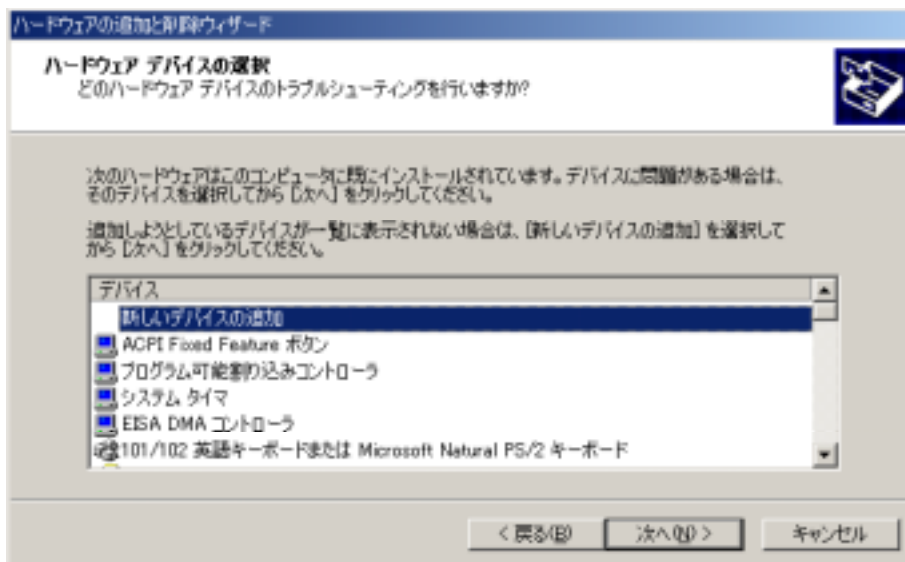 ハードウェアの追加と削除ウィザード
ハードウェア デバイスの選択
どのハードウェア デバイスのトラブルシューティングを行いますか?
次のハードウェアはこのコンピュータに既にインストールされています。デバイスに問題がある場合は、
そのデバイスを選択してから [次へ] をクリックしてください。
追加しようとしているデバイスが一覧に表示されない場合は、[新しいデバイスの追加] を選択して
から [次へ] をクリックしてください。
デバイス
新しいデバイスの追加
ACPI Fixed Feature ボタン
プログラム可能割り込みコントローラ
システム タイマ
EISA DMA コントローラ
101/102 英語キーボードまたは Microsoft Natural PS/2 キーボード
< 戻る(B)
次へ(N) >
キャンセル